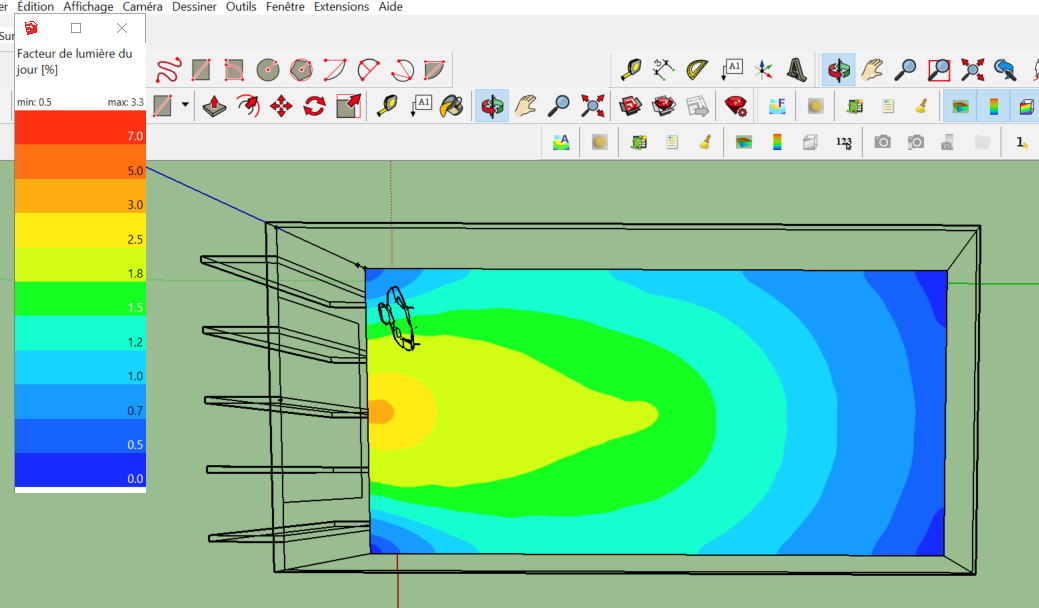 er Édition Affichage Caméra Dessiner Outils Fenêtre Extensions Aide
Sur
Facteur de lumière du
jour [%]
min: 0.5 max: 3.3
7.0
5.0
3.0
2.5
1.8
1.5
1.2
1.0
0.7
0.5
0.0
A1
A1
F
A
123
1